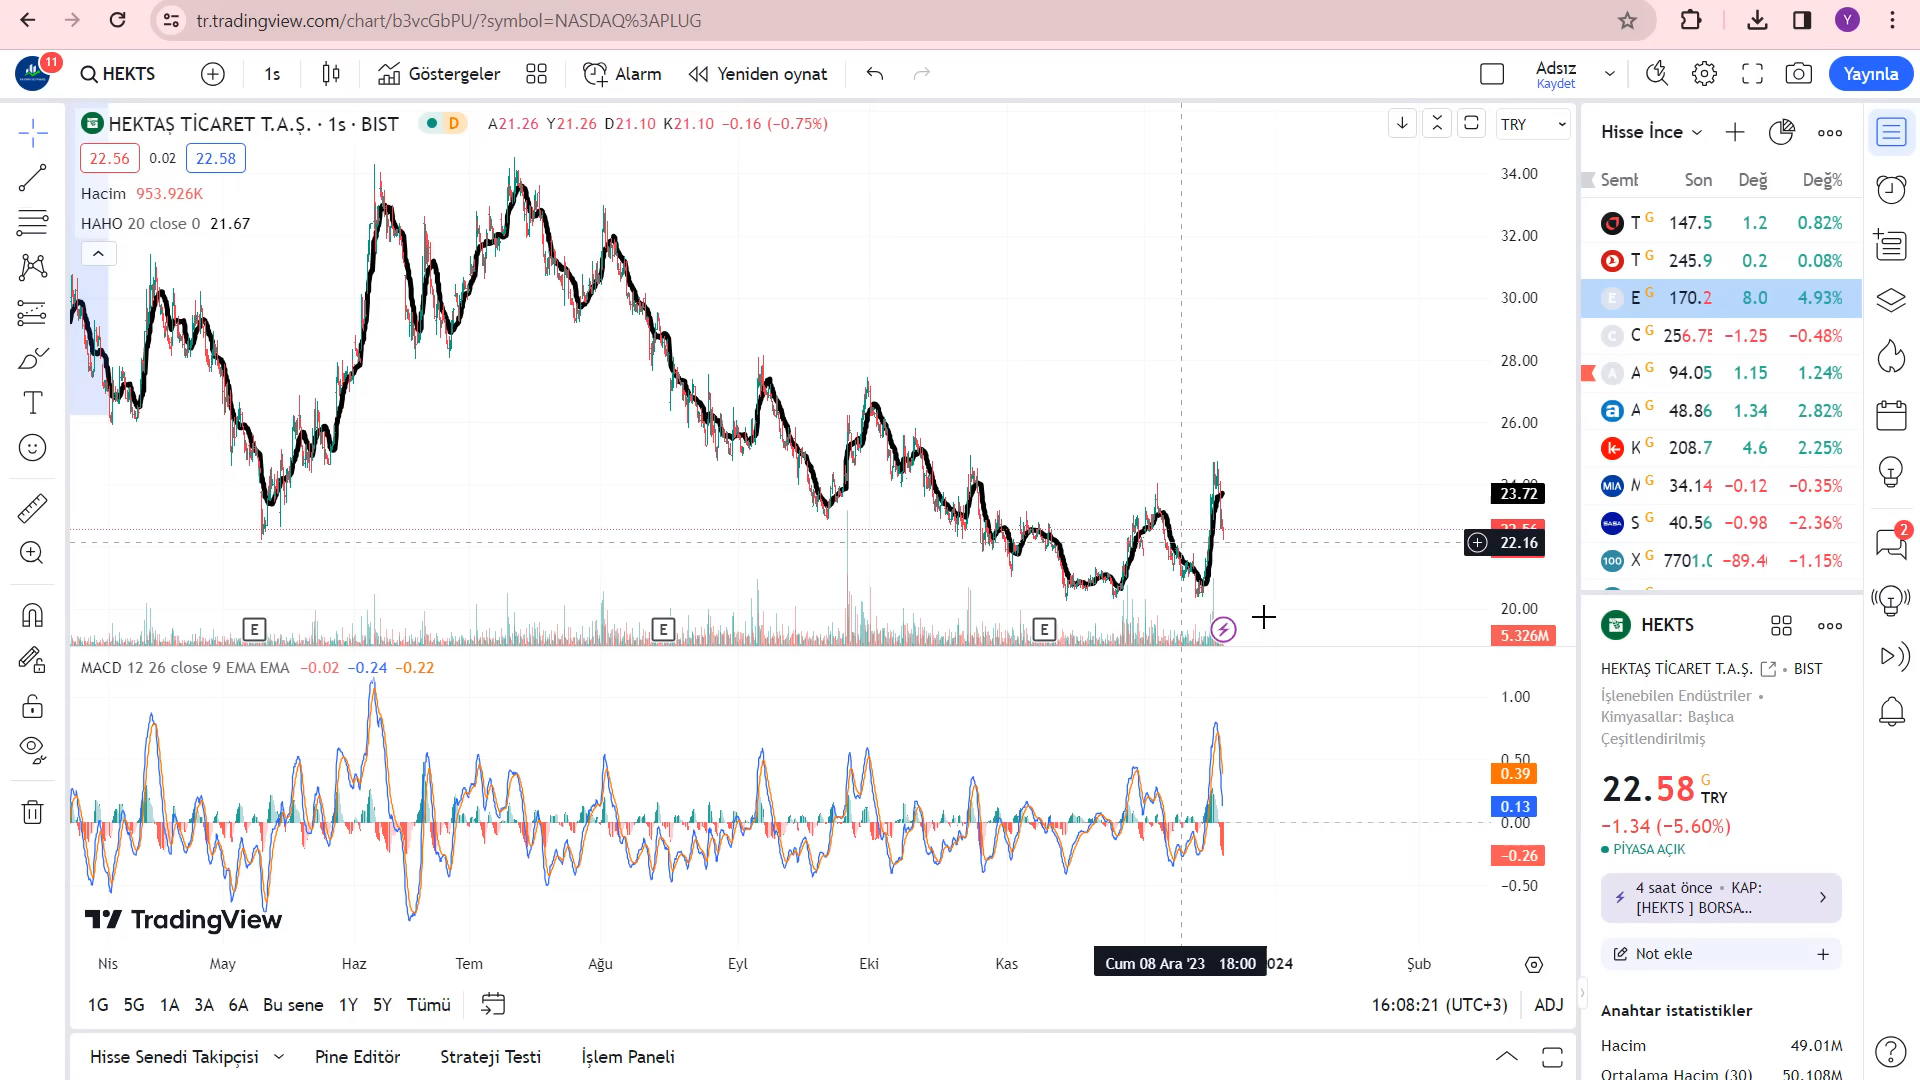 tr.tradingview.com/chart/b3vcGbPU/?symbol=NASDAQ%3APLUG
Y
11
HEKTS
1s
Göstergeler
Alarm
Yeniden oynat
Adsız
Kaydet
Yayınla
HEKTAŞ TİCARET T.A.Ş. · 1s · BIST
D
A21.26 Y21.26 D21.10 K21.10 −0.16 (−0.75%)
TRY
22.56 0.02 22.58
Hacim 953.926K
HAHO 20 close 0 21.67
34.00
32.00
30.00
28.00
26.00
23.72
22.16
20.00
5.326M
E
E
E
MACD 12 26 close 9 EMA EMA −0.02 −0.24 −0.22
1.00
0.50
0.39
0.13
0.00
−0.26
−0.50
TradingView
Nis May Haz Tem Ağu Eyl Eki Kas Cum 08 Ara '23 18:00 2024 Şub
1G 5G 1A 3A 6A Bu sene 1Y 5Y Tümü
16:08:21 (UTC+3) ADJ
Hisse Senedi Takipçisi Pine Editör Strateji Testi İşlem Paneli
Hisse İnce
Semb Son Değ Değ%
T G 147.5 1.2 0.82%
T G 245.9 0.2 0.08%
E E G 170.2 8.0 4.93%
C C G 256.75 −1.25 −0.48%
A A G 94.05 1.15 1.24%
a A G 48.86 1.34 2.82%
K G 208.7 4.6 2.25%
MIA M G 34.14 −0.12 −0.35%
SASA S G 40.56 −0.98 −2.36%
100 X G 7701.0 −89.4 −1.15%
2
HEKTS
HEKTAŞ TİCARET T.A.Ş. • BIST
İşlenebilen Endüstriler •
Kimyasallar: Başlıca
Çeşitlendirilmiş
22.58 G TRY
−1.34 (−5.60%)
PİYASA AÇIK
4 saat önce • KAP:
[HEKTS ] BORSA...
Not ekle
Anahtar istatistikler
Hacim 49.01M
Ortalama Hacim (30) 50.108M